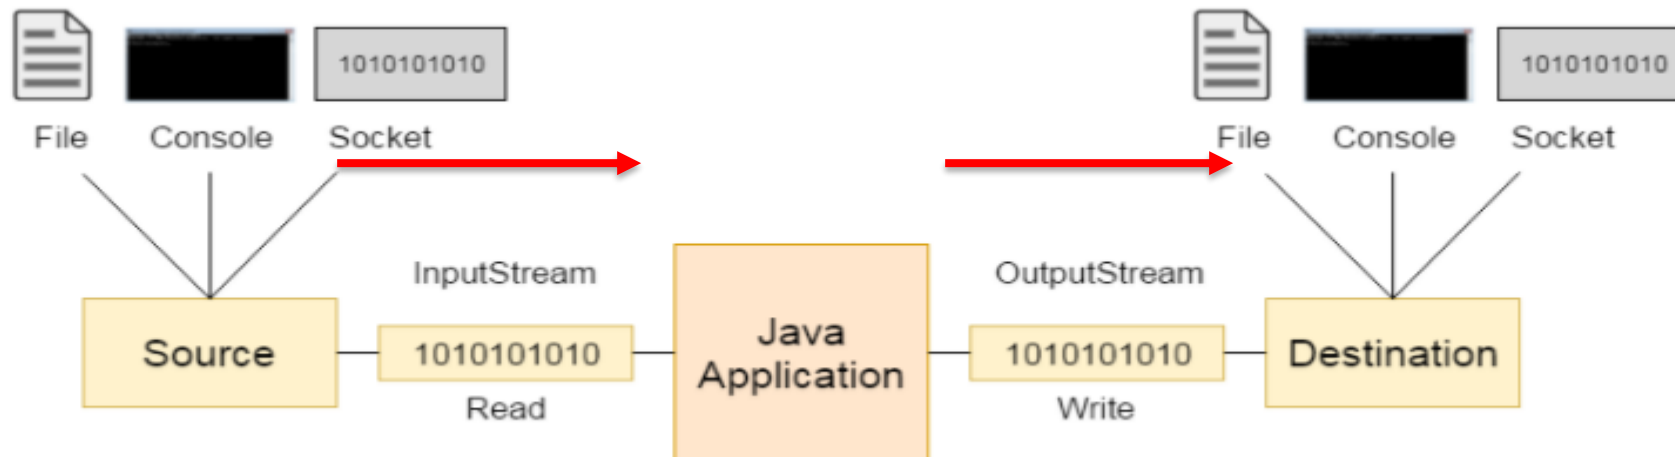 1010101010
1010101010
File Console Socket
File Console Socket
InputStream
OutputStream
Source
1010101010
Java
Application
1010101010
Destination
Read
Write